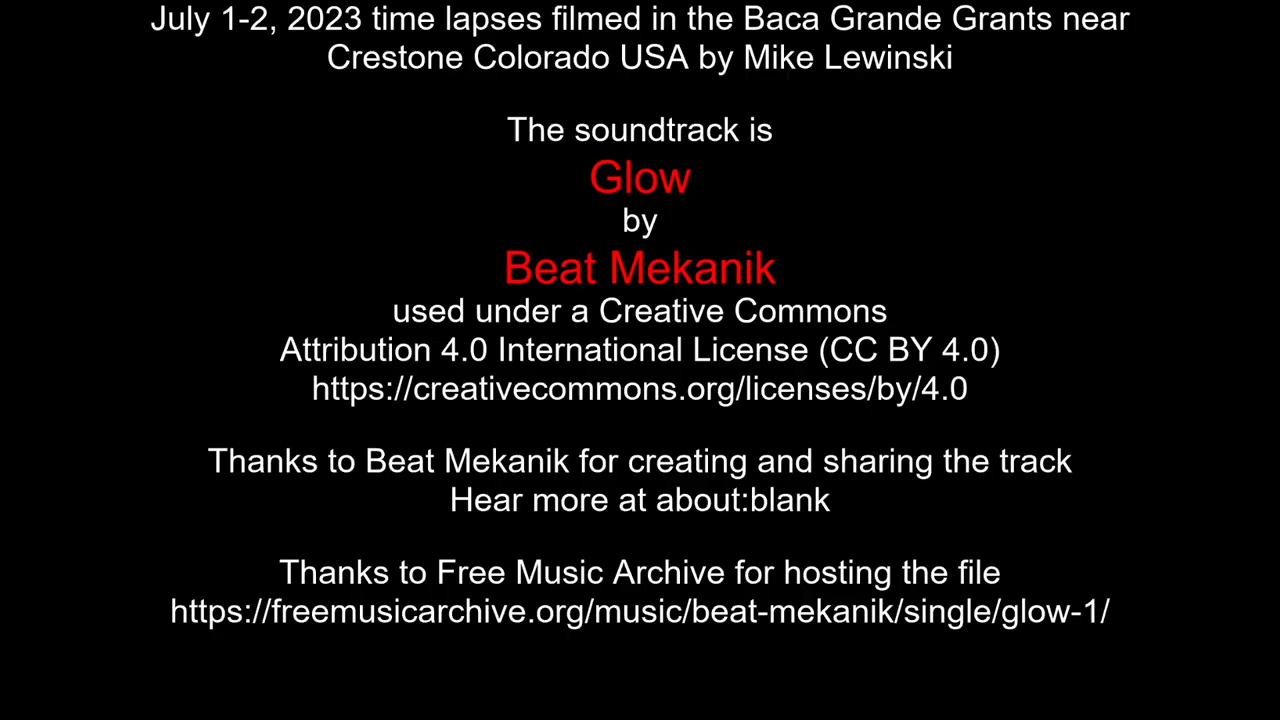 July 1-2, 2023 time lapses filmed in the Baca Grande Grants near
Crestone Colorado USA by Mike Lewinski
The soundtrack is
Glow
by
Beat Mekanik
used under a Creative Commons
Attribution 4.0 International License (CC BY 4.0)
https://creativecommons.org/licenses/by/4.0
Thanks to Beat Mekanik for creating and sharing the track
Hear more at about:blank
Thanks to Free Music Archive for hosting the file
https://freemusicarchive.org/music/beat-mekanik/single/glow-1/